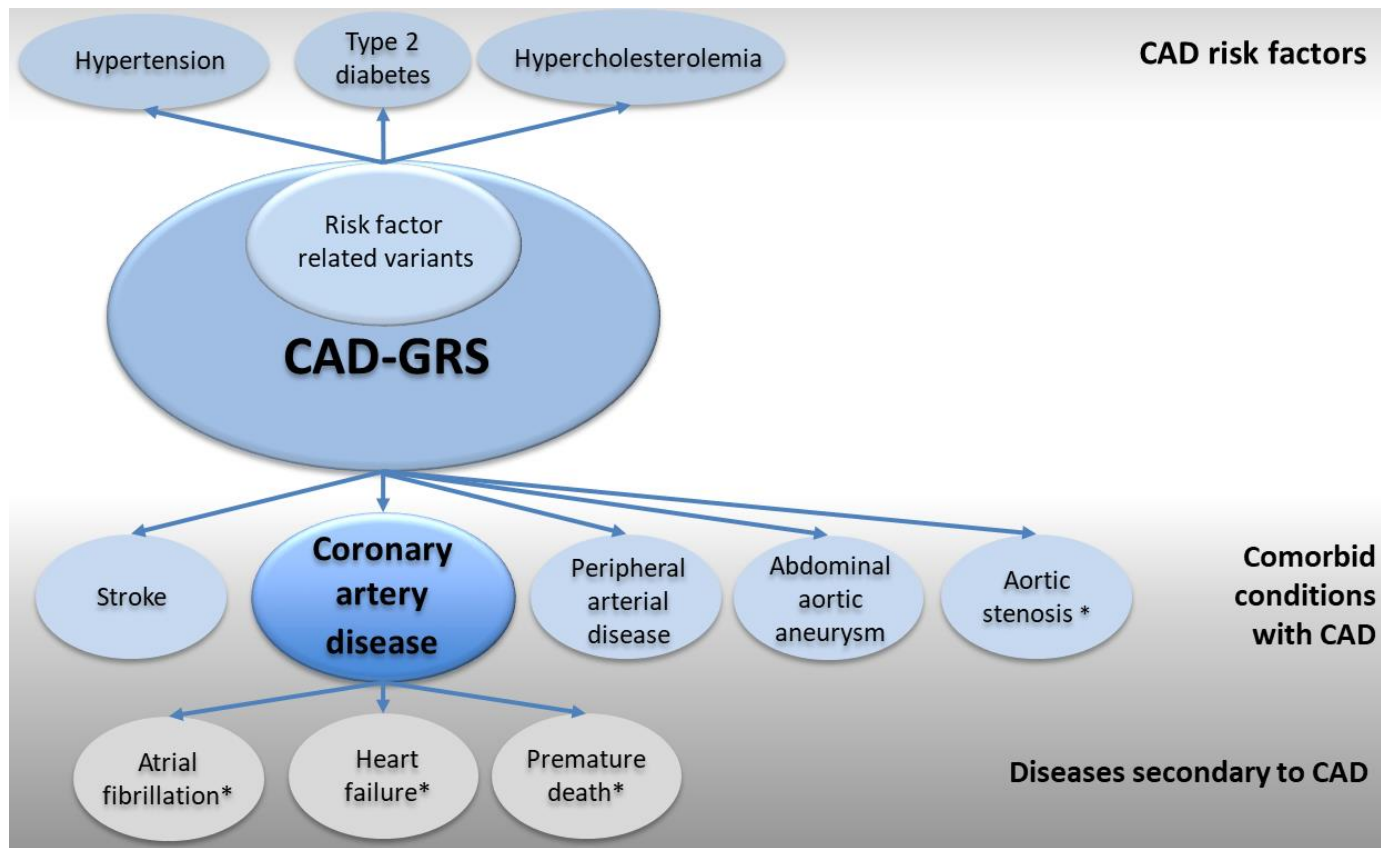 Hypertension
Type 2
diabetes
Hypercholesterolemia
CAD risk factors
Risk factor
related variants
CAD-GRS
Stroke
Coronary
artery
disease
Peripheral
arterial
disease
Abdominal
aortic
aneurysm
Aortic
stenosis *
Comorbid
conditions
with CAD
Atrial
fibrillation*
Heart
failure*
Premature
death*
Diseases secondary to CAD